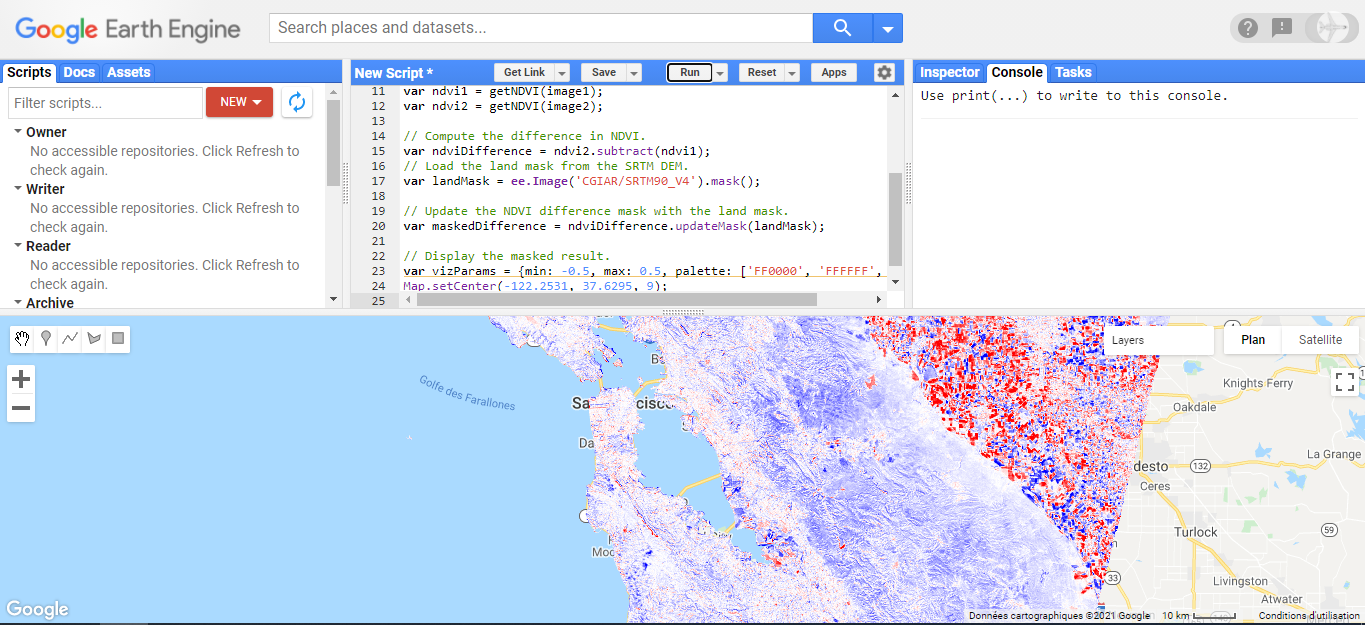 Google Earth Engine
Search places and datasets...
Scripts Docs Assets
Filter scripts...
NEW
Owner
No accessible repositories. Click Refresh to
check again.
Writer
No accessible repositories. Click Refresh to
check again.
Reader
No accessible repositories. Click Refresh to
check again.
Archive
New Script *
Get Link Save Run Reset Apps
11 var ndvi1 = getNDVI(image1);
12 var ndvi2 = getNDVI(image2);
13
14 // Compute the difference in NDVI.
15 var ndviDifference = ndvi2.subtract(ndvi1);
16 // Load the land mask from the SRTM DEM.
17 var landMask = ee.Image('CGIAR/SRTM90_V4').mask();
18
19 // Update the NDVI difference mask with the land mask.
20 var maskedDifference = ndviDifference.updateMask(landMask);
21
22 // Display the masked result.
23 var vizParams = {min: -0.5, max: 0.5, palette: ['FF0000', 'FFFFFF',
24 Map.setCenter(-122.2531, 37.6295, 9);
25
Inspector Console Tasks
Use print(...) to write to this console.
Layers
Plan Satellite
Golfe des Farallones
Knights Ferry
Oakdale
La Grange
132
Ceres
59
Turlock
33
Livingston
Atwater
Google
Données cartographiques ©2021 Google 10 km Conditions d'utilisation